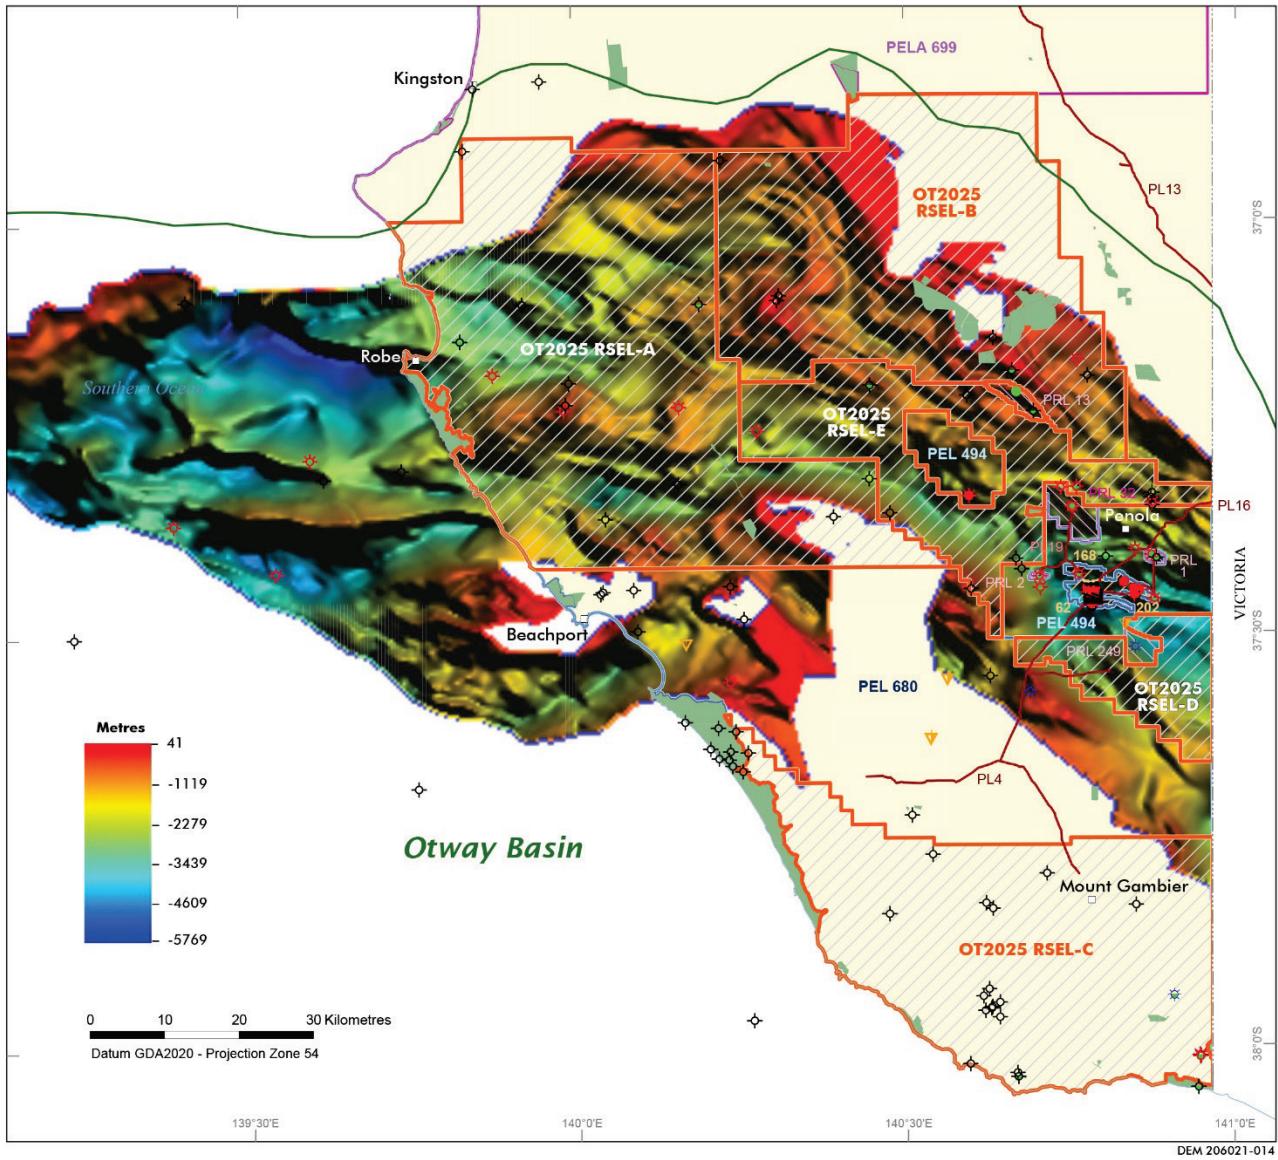 PELA 699
Kingston
PL13
OT2025
RSEL-B
37°0'S
OT2025 RSEL-A
Robe
Southern Ocean
PRL 13
OT2025
RSEL-E
PEL 494
PRL 32
PL16
Penola
PRL 19
168
PRL
1
PRL 2
62
202
VICTORIA
PEL 494
37°30'S
Beachport
PRL 249
PEL 680
OT2025
RSEL-D
Metres
41
-1119
-2279
-3439
-4609
-5769
PL4
Otway Basin
Mount Gambier
OT2025 RSEL-C
0 10 20 30 Kilometres
Datum GDA2020 - Projection Zone 54
38°0'S
139°30'E
140°0'E
140°30'E
141°0'E
DEM 206021-014